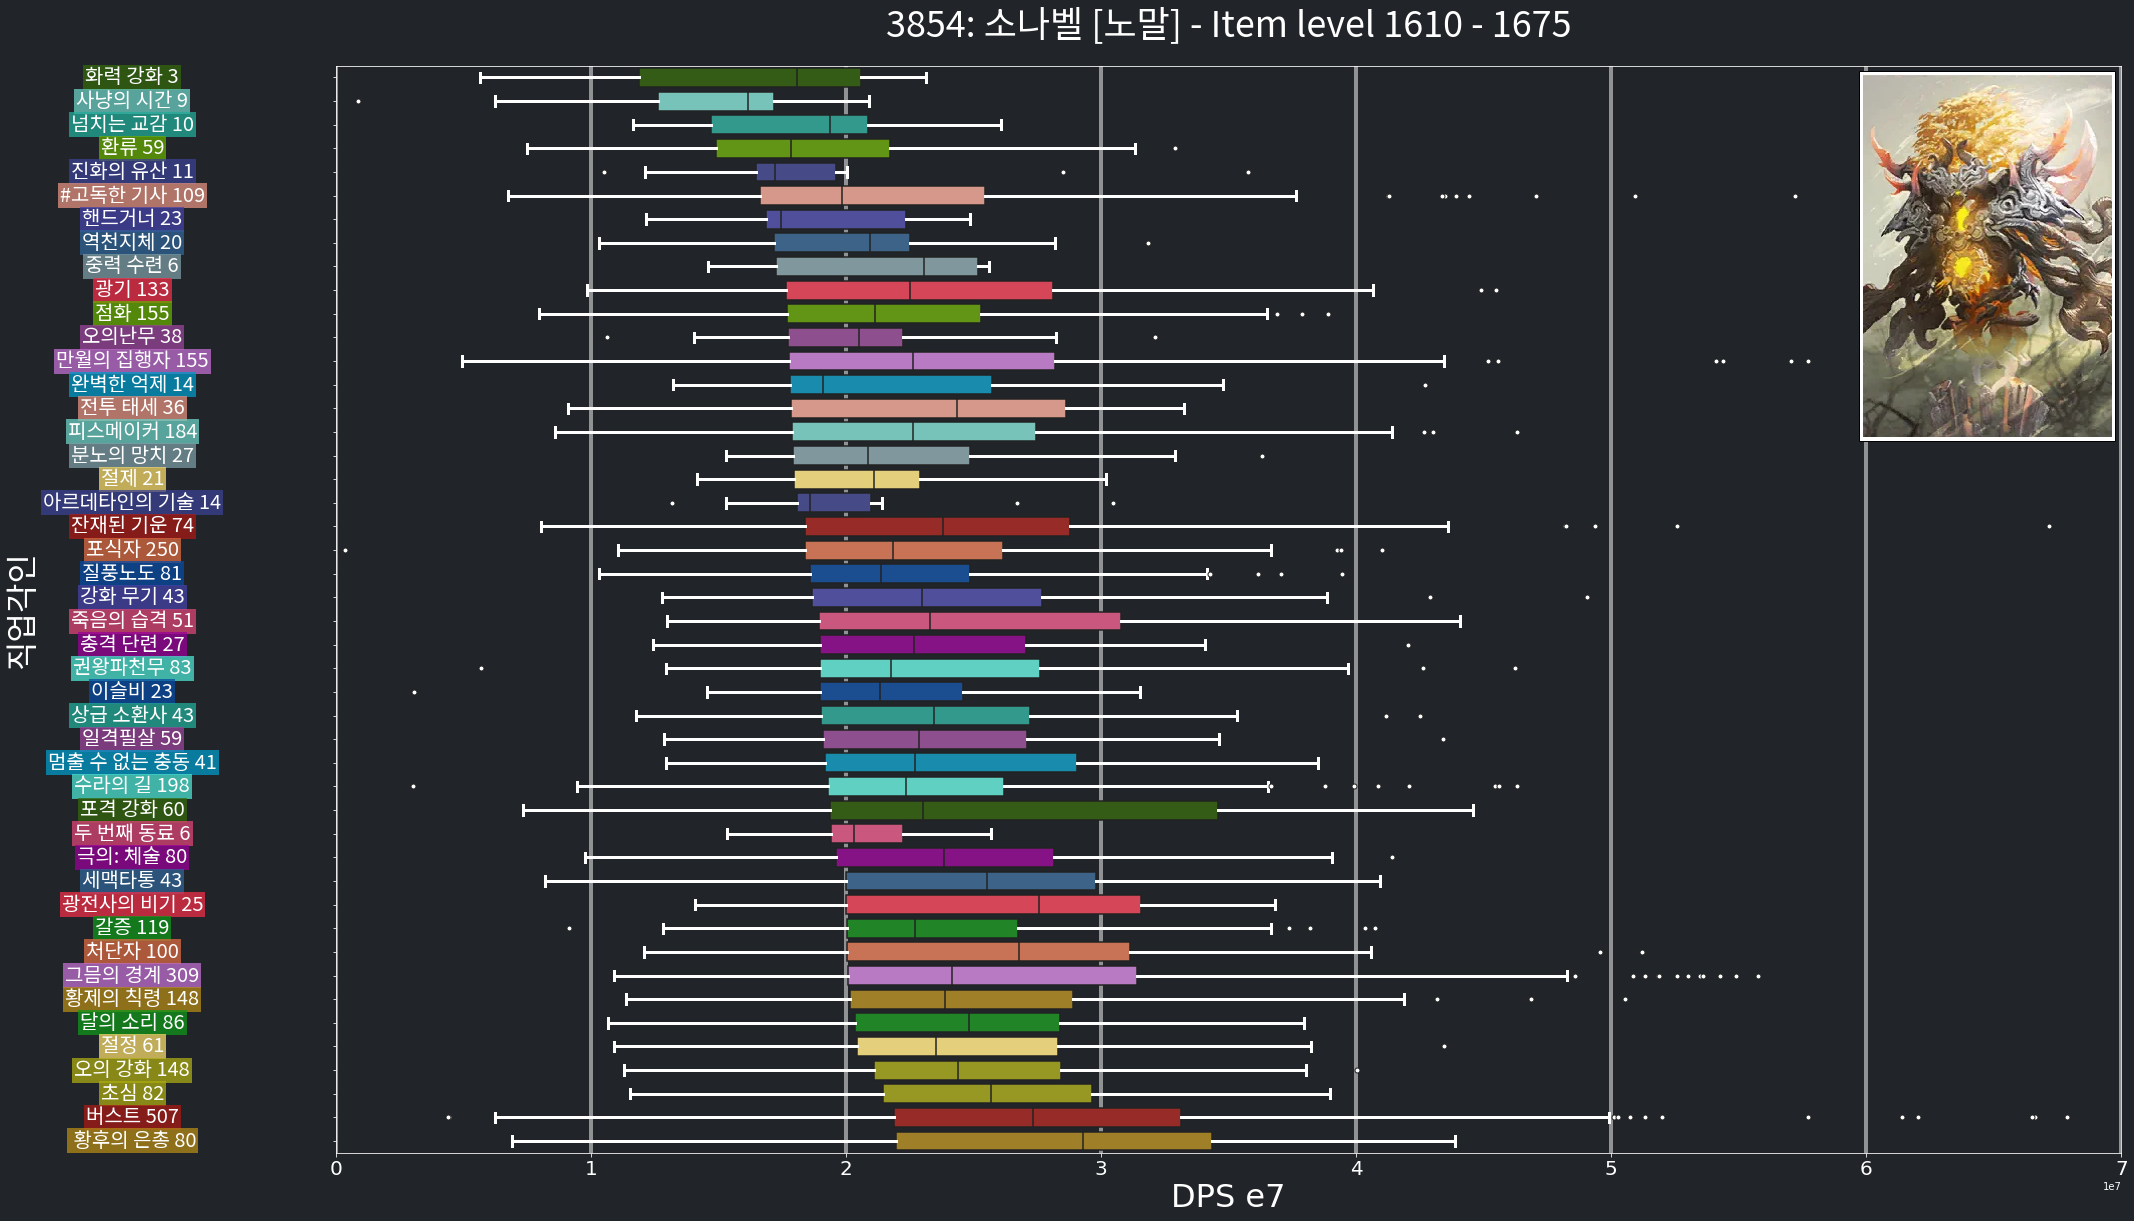 3854: 소나벨 [노말] - Item level 1610 - 1675
화력 강화 3
사냥의 시간 9
넘치는 교감 10
환류 59
진화의 유산 11
#고독한 기사 109
핸드거너 23
역천지체 20
중력 수련 6
광기 133
점화 155
오의난무 38
만월의 집행자 155
완벽한 억제 14
전투 태세 36
피스메이커 184
분노의 망치 27
절제 21
아르데타인의 기술 14
잔재된 기운 74
포식자 250
질풍노도 81
강화 무기 43
죽음의 습격 51
충격 단련 27
권왕파천무 83
이슬비 23
상급 소환사 43
일격필살 59
멈출 수 없는 충동 41
수라의 길 198
포격 강화 60
두 번째 동료 6
극의: 체술 80
세맥타통 43
광전사의 비기 25
갈증 119
처단자 100
그믐의 경계 309
황제의 칙령 148
달의 소리 86
절정 61
오의 강화 148
초심 82
버스트 507
황후의 은총 80
직업각인
0 1 2 3 4 5 6 7
1e7
DPS e7